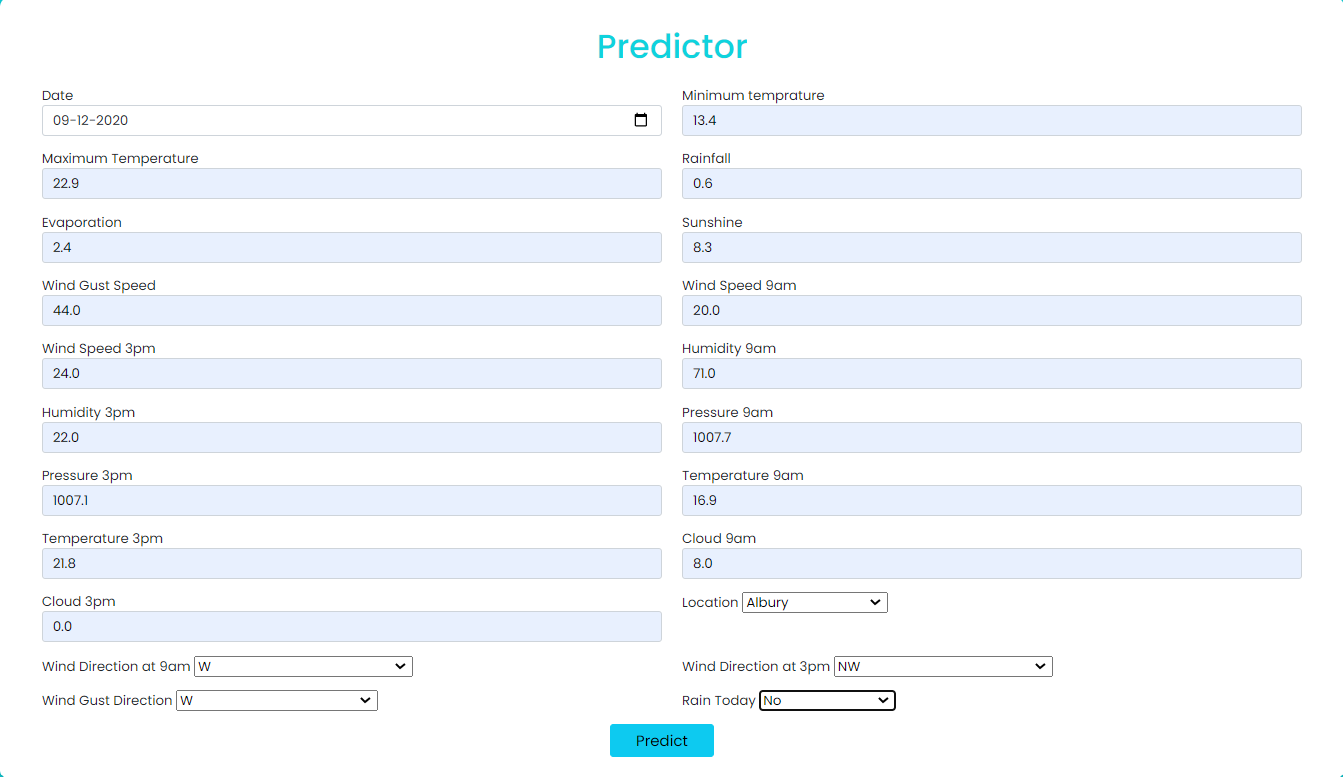 Predictor
Date Minimum temprature
09-12-2020 13.4
Maximum Temperature Rainfall
22.9 0.6
Evaporation Sunshine
2.4 8.3
Wind Gust Speed Wind Speed 9am
44.0 20.0
Wind Speed 3pm Humidity 9am
24.0 71.0
Humidity 3pm Pressure 9am
22.0 1007.7
Pressure 3pm Temperature 9am
1007.1 16.9
Temperature 3pm Cloud 9am
21.8 8.0
Cloud 3pm Location Albury
0.0
Wind Direction at 9am W Wind Direction at 3pm NW
Wind Gust Direction W Rain Today No
Predict